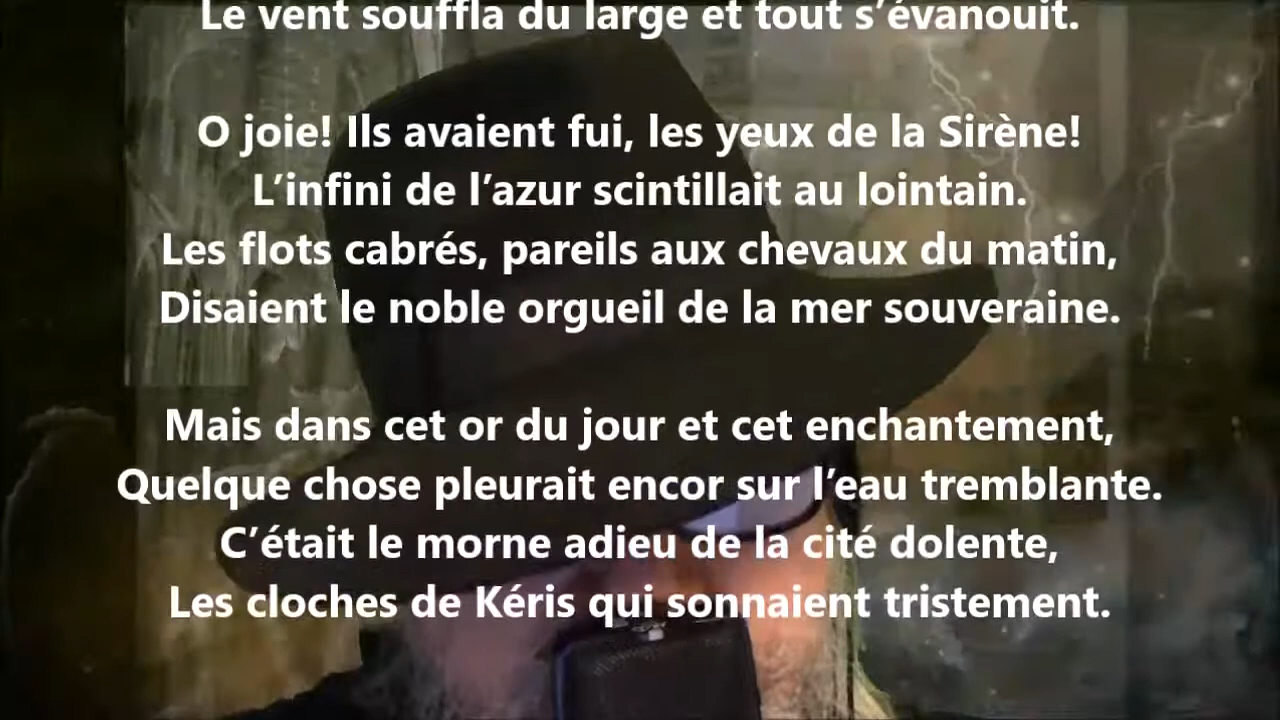 Le vent souffla du large et tout s’évanouit.
O joie! Ils avaient fui, les yeux de la Sirène!
L’infini de l’azur scintillait au lointain.
Les flots cabrés, pareils aux chevaux du matin,
Disaient le noble orgueil de la mer souveraine.
Mais dans cet or du jour et cet enchantement,
Quelque chose pleurait encor sur l’eau tremblante.
C’était le morne adieu de la cité dolente,
Les cloches de Kéris qui sonnaient tristement.